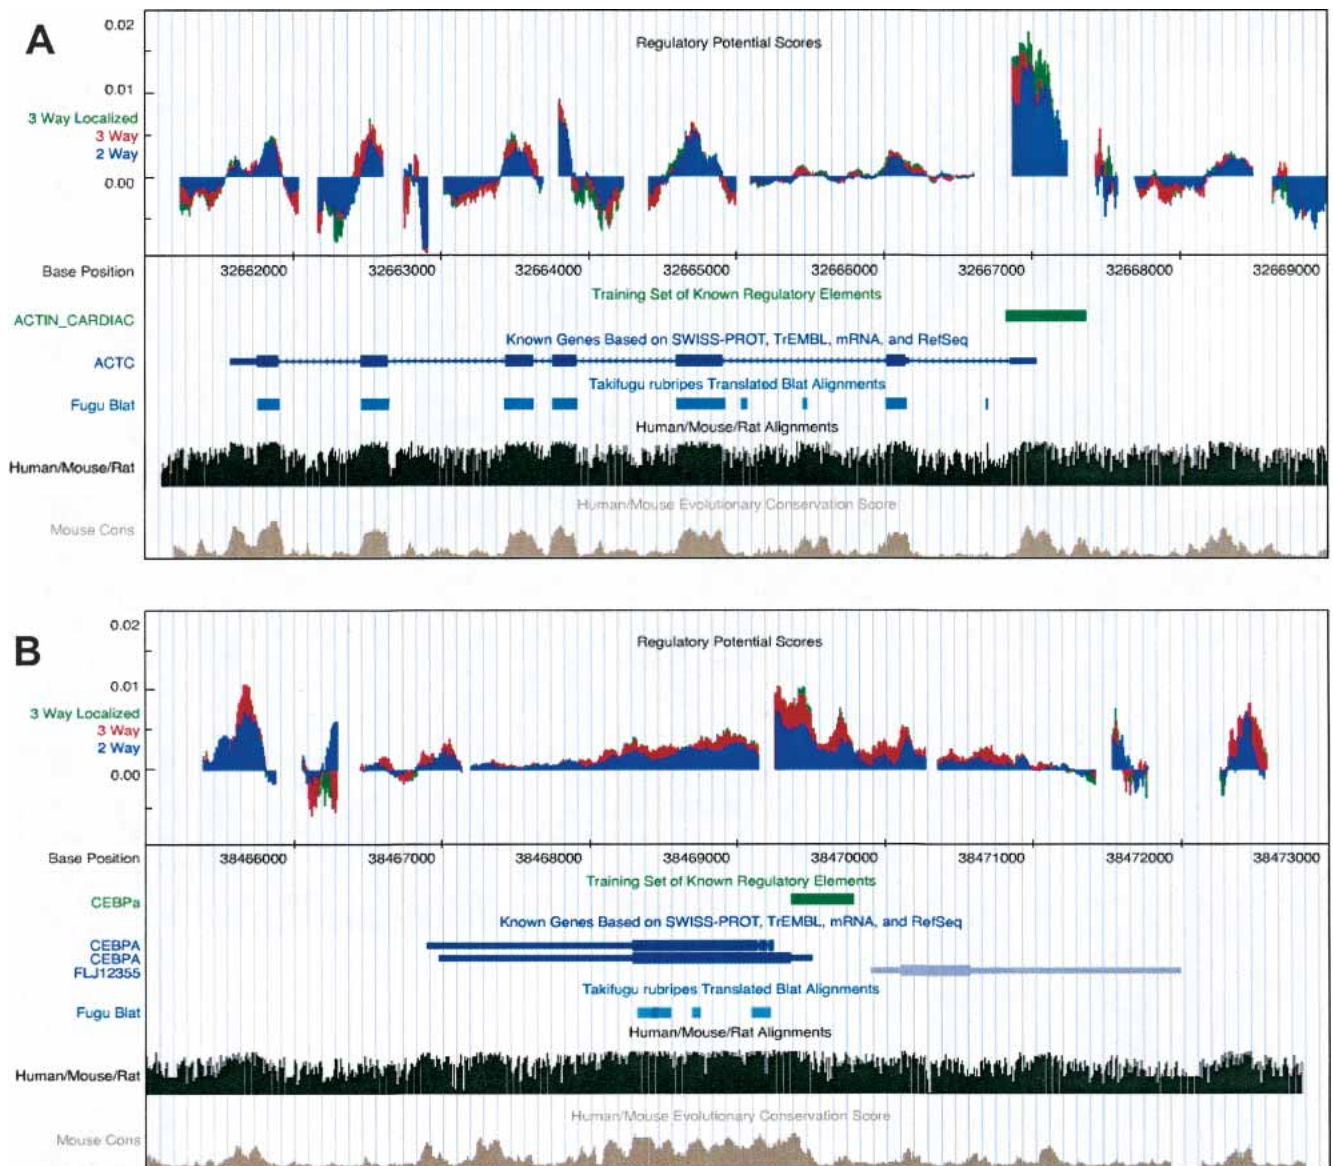 A
0.02
Regulatory Potential Scores
0.01
3 Way Localized
3 Way
2 Way
0.00
Base Position 32662000 32663000 32664000 32665000 32666000 32667000 32668000 32669000
Training Set of Known Regulatory Elements
ACTIN_CARDIAC
Known Genes Based on SWISS-PROT, TrEMBL, mRNA, and RefSeq
ACTC
Takifugu rubripes Translated Blat Alignments
Fugu Blat
Human/Mouse/Rat Alignments
Human/Mouse/Rat
Human/Mouse Evolutionary Conservation Score
Mouse Cons
B
0.02
Regulatory Potential Scores
0.01
3 Way Localized
3 Way
2 Way
0.00
Base Position 38466000 38467000 38468000 38469000 38470000 38471000 38472000 38473000
Training Set of Known Regulatory Elements
CEBPa
Known Genes Based on SWISS-PROT, TrEMBL, mRNA, and RefSeq
CEBPA
CEBPA
FLJ12355
Takifugu rubripes Translated Blat Alignments
Fugu Blat
Human/Mouse/Rat Alignments
Human/Mouse/Rat
Human/Mouse Evolutionary Conservation Score
Mouse Cons